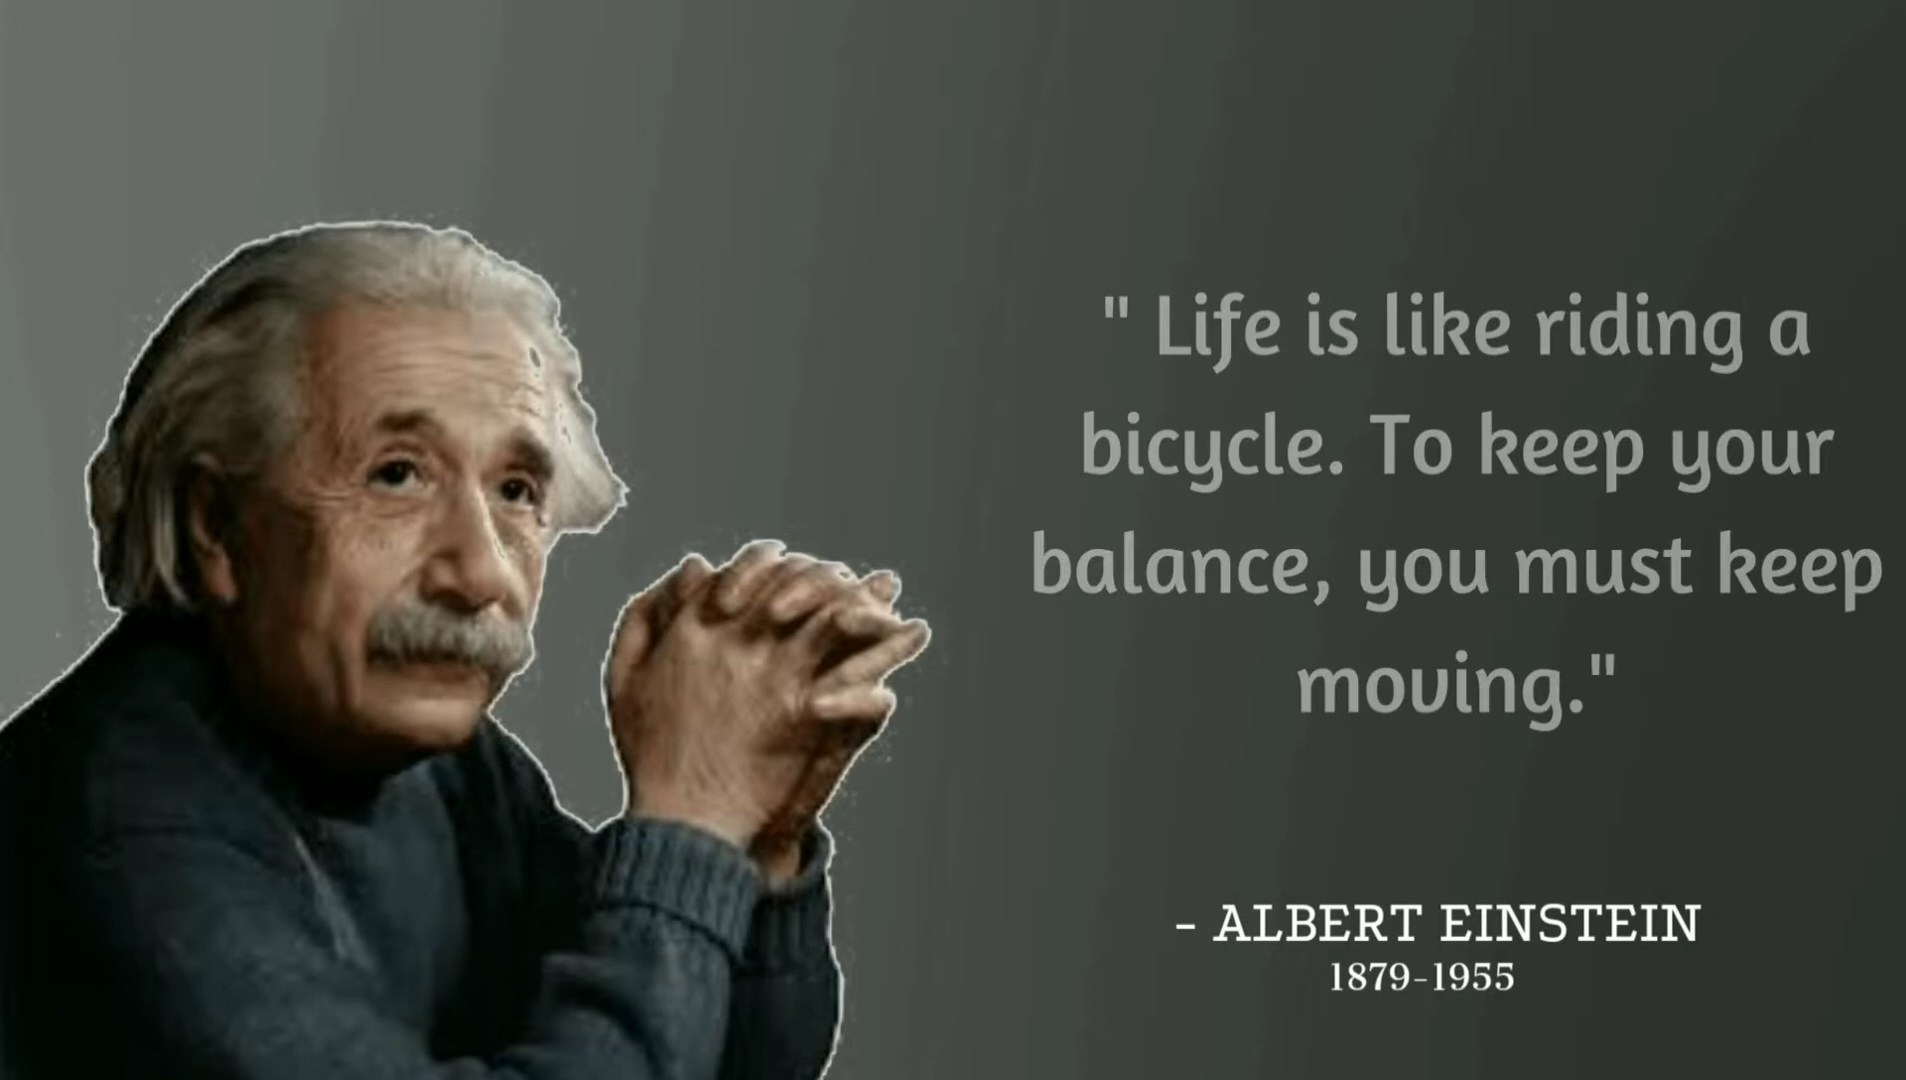 " Life is like riding a
bicycle. To keep your
balance, you must keep
moving."
- ALBERT EINSTEIN
1879-1955